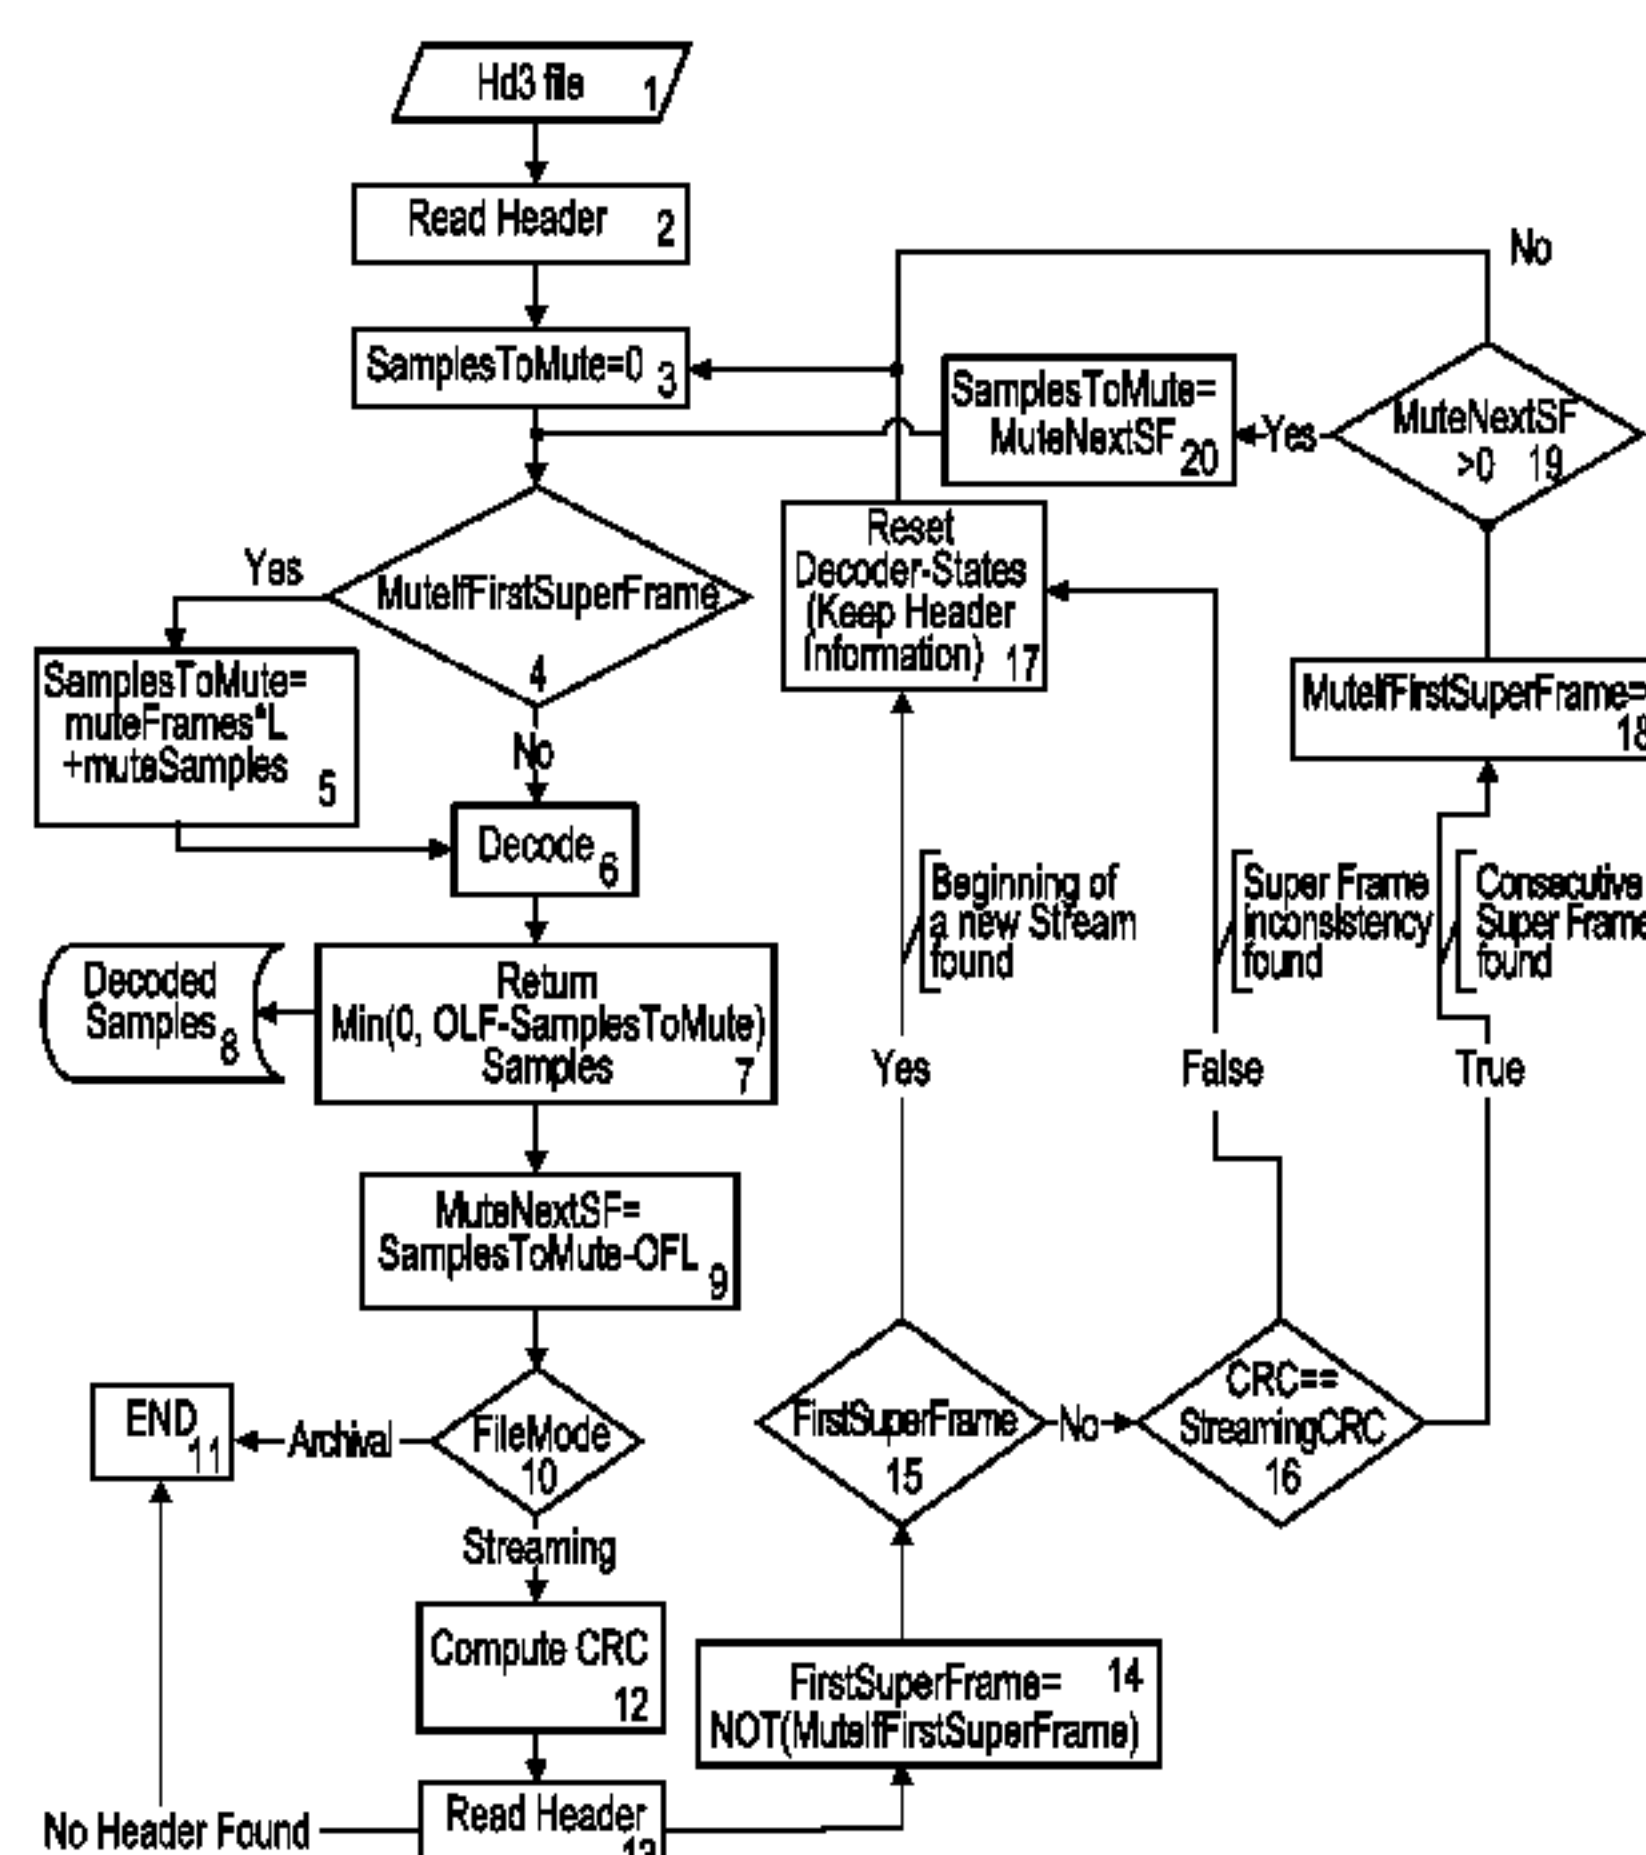 Hd3 file 1
Read Header 2
SamplesToMute=0 3
MuteIfFirstSuperFrame
4
Yes
No
SamplesToMute=
muteFrames*L
+muteSamples
5
Decode 6
Return
Min(0, OLF-SamplesToMute)
Samples 7
Decoded
Samples 8
MuteNextSF=
SamplesToMute-OFL 9
FileMode
10
Archival
END
11
Streaming
Compute CRC
12
Read Header
13
No Header Found
FirstSuperFrame= 14
NOT(MuteIfFirstSuperFrame)
FirstSuperFrame
15
Yes
No
Beginning of
a new Stream
found
CRC==
StreamingCRC
16
False
Super Frame
inconsistency
found
True
Consecutive
Super Frame
found
Reset
Decoder-States
(Keep Header
Information) 17
MuteIfFirstSuperFrame=
18
MuteNextSF
>0 19
No
Yes
SamplesToMute=
MuteNextSF 20